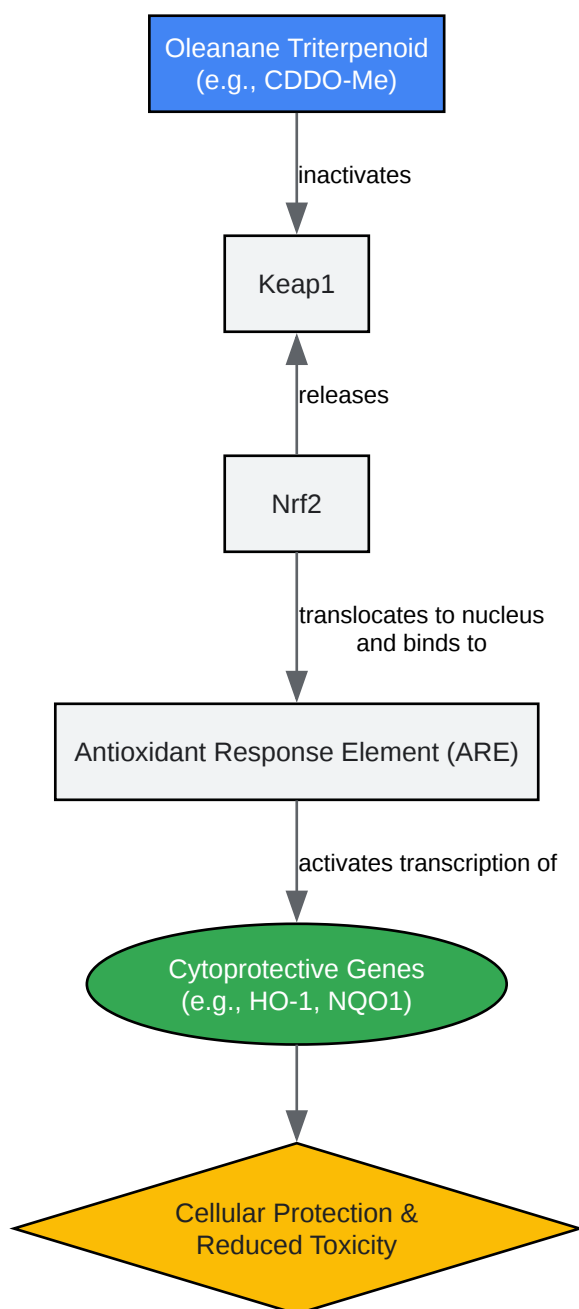 Oleanane Triterpenoid
(e.g., CDDO-Me)
inactivates
Keap1
releases
Nrf2
translocates to nucleus
and binds to
Antioxidant Response Element (ARE)
activates transcription of
Cytoprotective Genes
(e.g., HO-1, NQO1)
Cellular Protection &
Reduced Toxicity